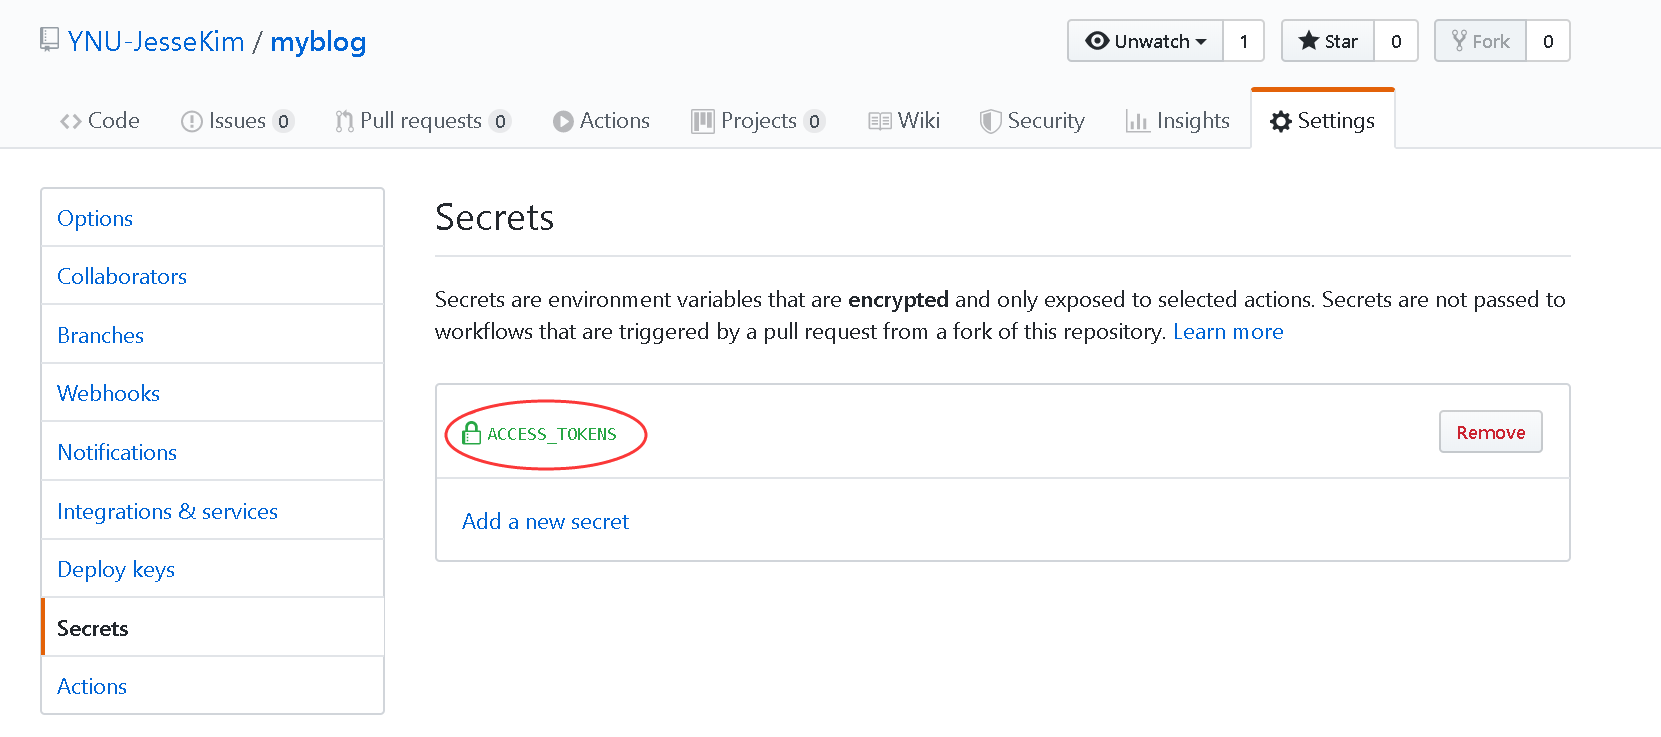 YNU-JesseKim / myblog
Unwatch 1 Star 0 Fork 0
Code Issues 0 Pull requests 0 Actions Projects 0 Wiki Security Insights Settings
Options
Collaborators
Branches
Webhooks
Notifications
Integrations & services
Deploy keys
Secrets
Actions
Secrets
Secrets are environment variables that are encrypted and only exposed to selected actions. Secrets are not passed to
workflows that are triggered by a pull request from a fork of this repository. Learn more
ACCESS_TOKENS Remove
Add a new secret